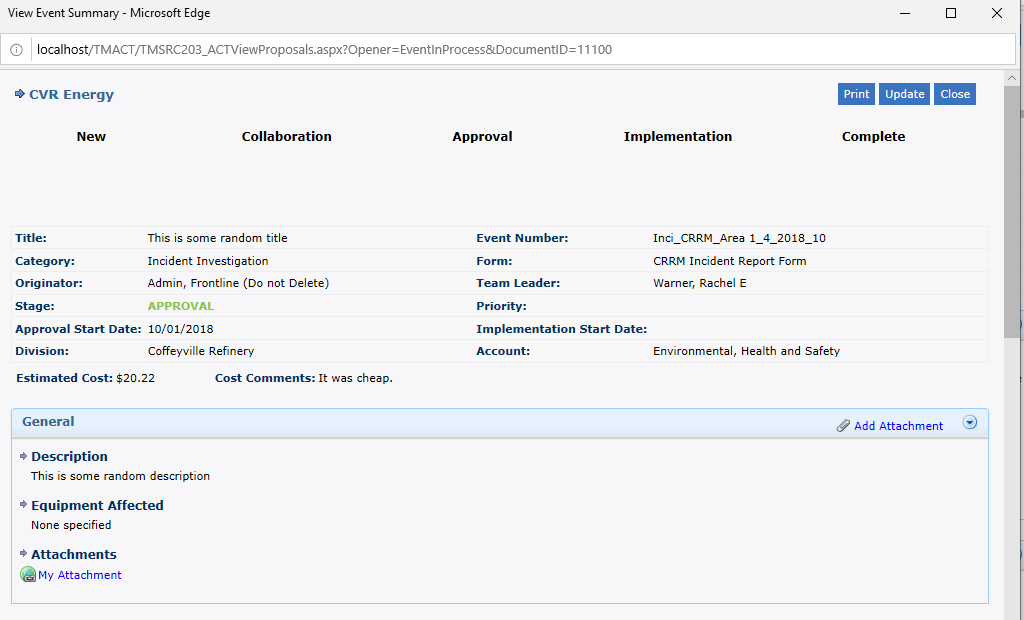 View Event Summary - Microsoft Edge
localhost/TMACT/TMSRC203_ACTViewProposals.aspx?Opener=EventInProcess&DocumentID=11100
CVR Energy Print Update Close
New Collaboration Approval Implementation Complete
Title: This is some random title Event Number: Inci_CRRM_Area 1_4_2018_10
Category: Incident Investigation Form: CRRM Incident Report Form
Originator: Admin, Frontline (Do not Delete) Team Leader: Warner, Rachel E
Stage: APPROVAL Priority:
Approval Start Date: 10/01/2018 Implementation Start Date:
Division: Coffeyville Refinery Account: Environmental, Health and Safety
Estimated Cost: $20.22 Cost Comments: It was cheap.
General Add Attachment
Description
This is some random description
Equipment Affected
None specified
Attachments
My Attachment